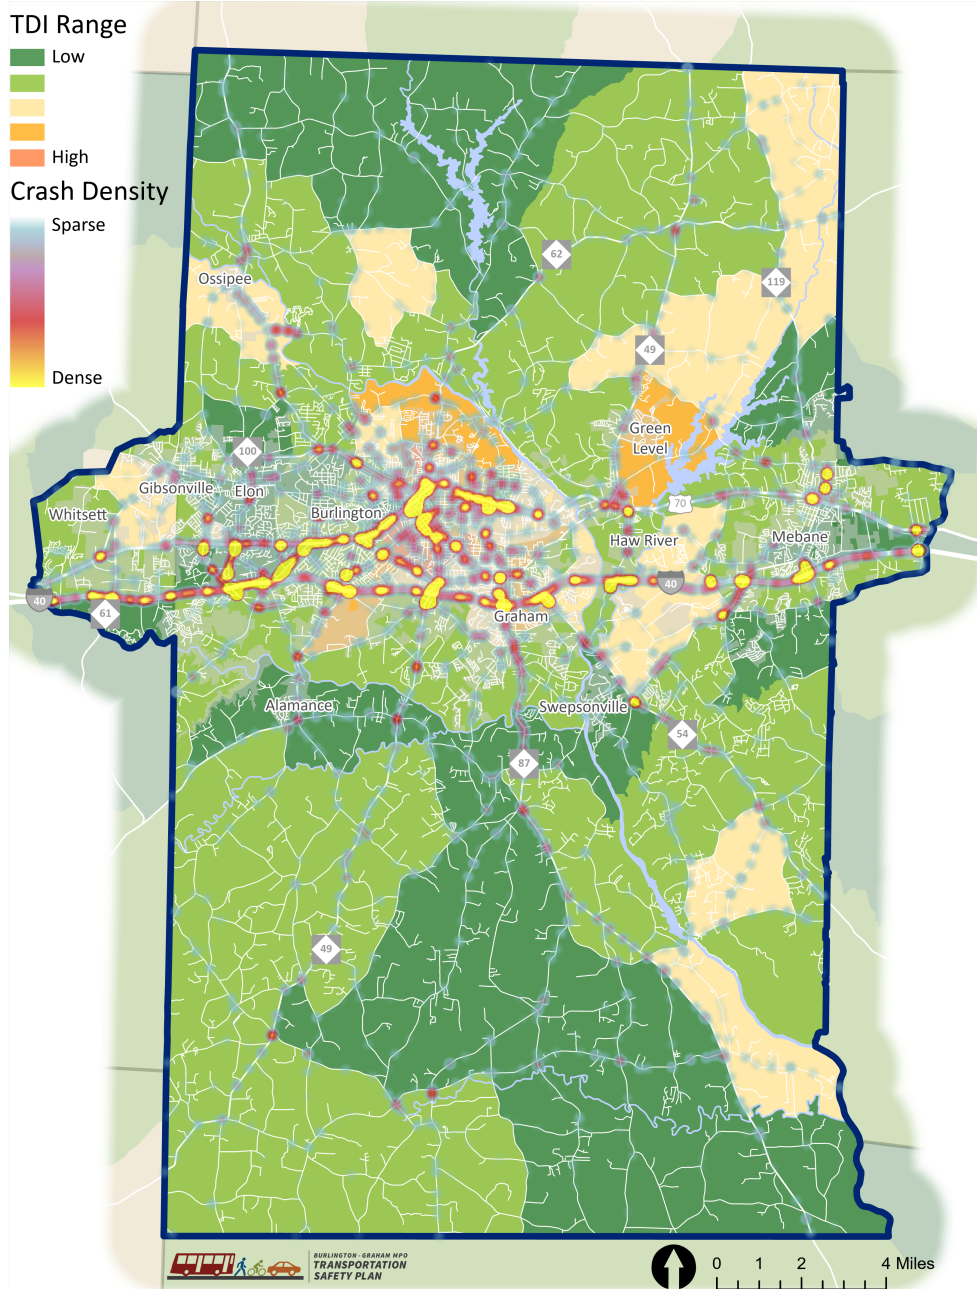 TDI Range
Low
High
Crash Density
Sparse
Dense
62
Ossipee
119
49
Green
Level
100
Gibsonville
Elon
Whitsett
Burlington
70
Haw River
Mebane
40
40
61
Graham
Alamance
Swepsonville
54
87
49
BURLINGTON - GRAHAM MPO
TRANSPORTATION
SAFETY PLAN
0 1 2 4 Miles